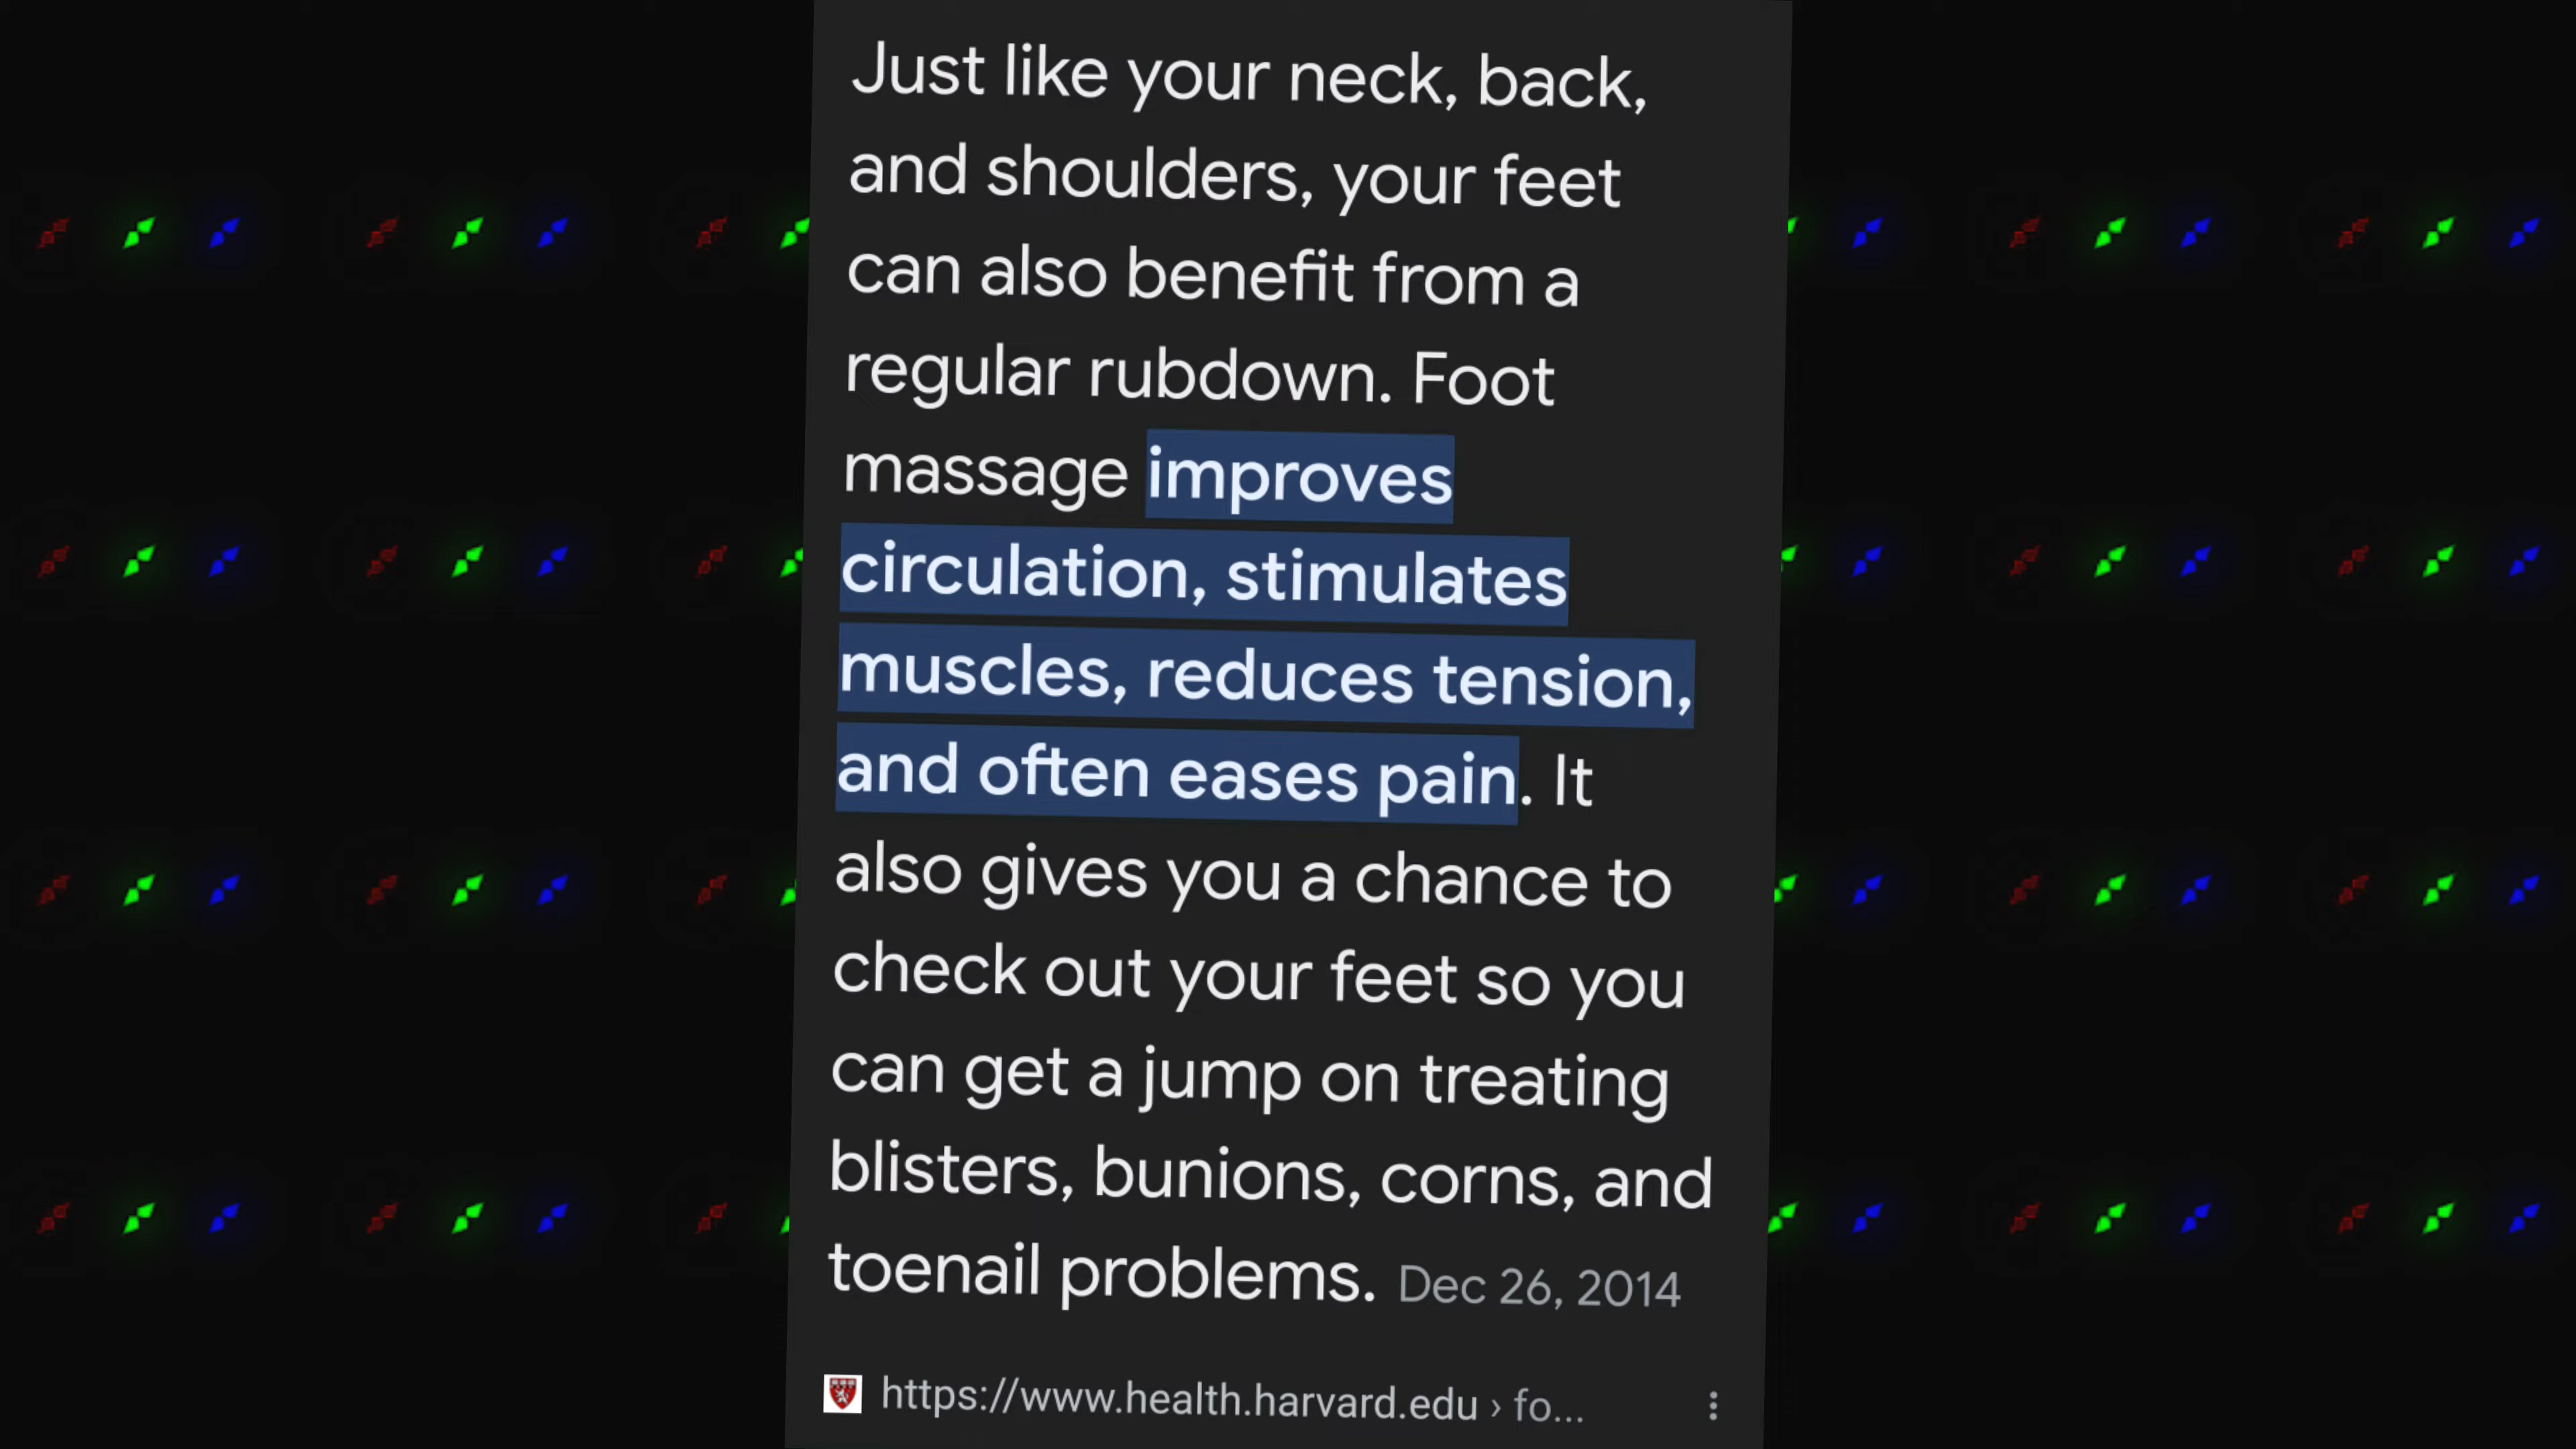 Just like your neck, back,
and shoulders, your feet
can also benefit from a
regular rubdown. Foot
massage improves
circulation, stimulates
muscles, reduces tension,
and often eases pain. It
also gives you a chance to
check out your feet so you
can get a jump on treating
blisters, bunions, corns, and
toenail problems. Dec 26, 2014
https://www.health.harvard.edu › fo...